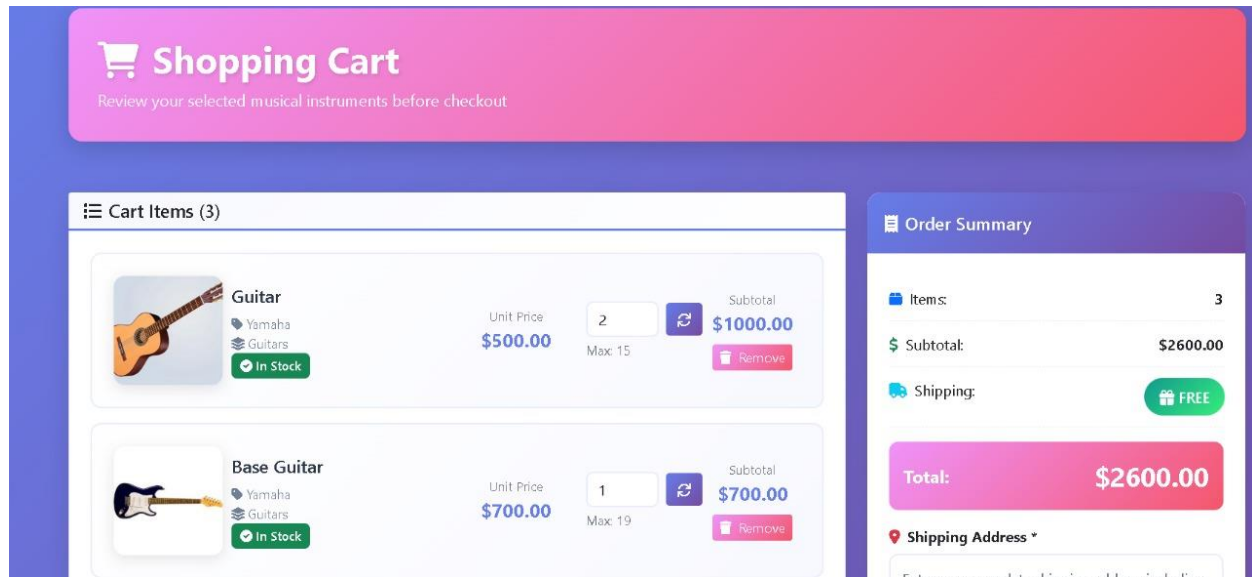 Shopping Cart
Review your selected musical instruments before checkout
Cart Items (3)
Guitar
Yamaha
Guitars
In Stock
Unit Price
$500.00
2
Max: 15
Subtotal
$1000.00
Remove
Base Guitar
Yamaha
Guitars
In Stock
Unit Price
$700.00
1
Max: 19
Subtotal
$700.00
Remove
Order Summary
Items: 3
Subtotal: $2600.00
Shipping: FREE
Total: $2600.00
Shipping Address *